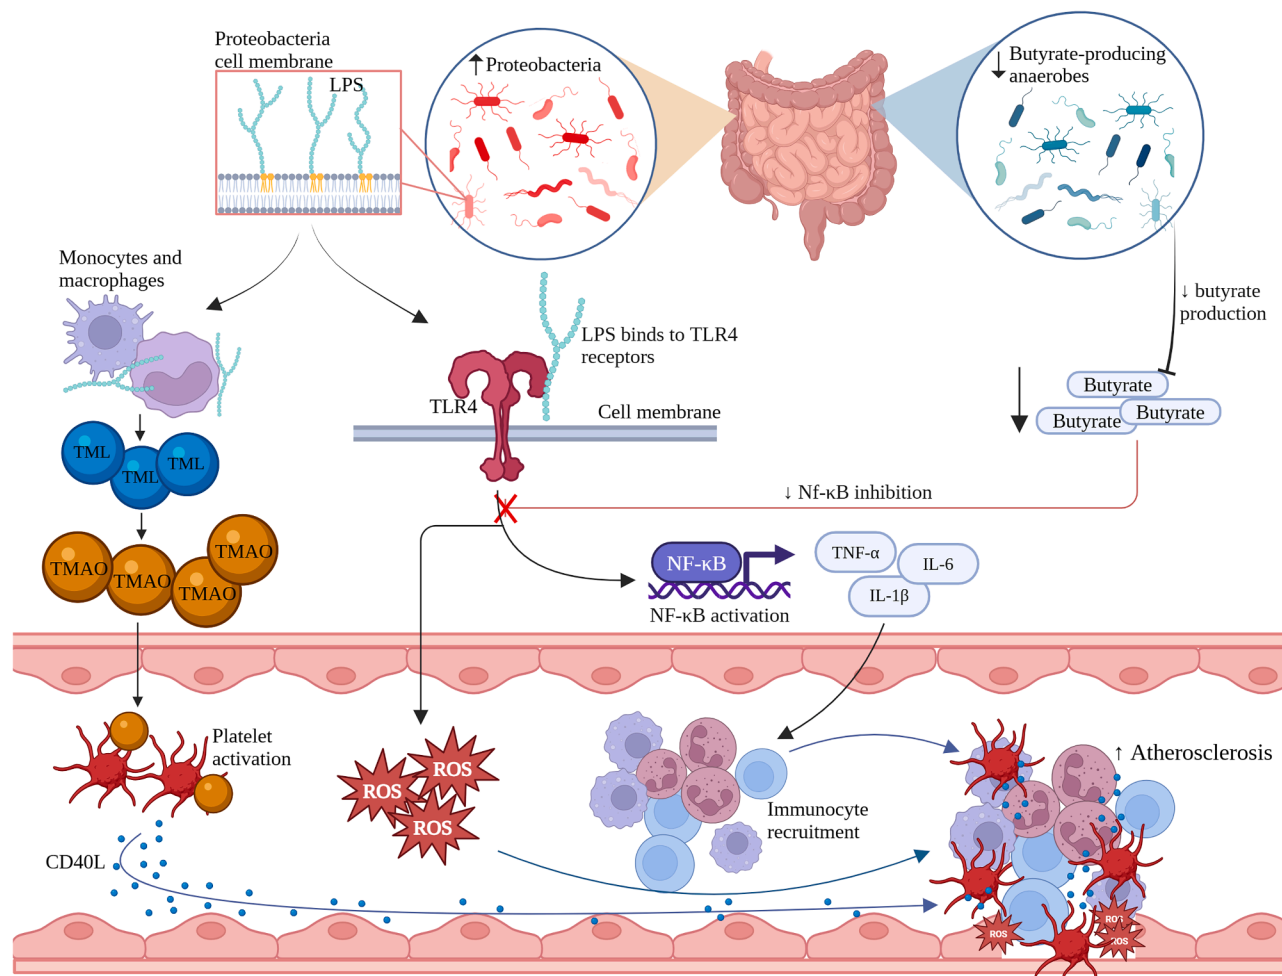 Proteobacteria
cell membrane
LPS
↑ Proteobacteria
↓ Butyrate-producing
anaerobes
Monocytes and
macrophages
↓ butyrate
production
LPS binds to TLR4
receptors
TLR4
Cell membrane
Butyrate
Butyrate
Butyrate
TML
TML
TML
↓ Nf-κB inhibition
TMAO
TMAO
TMAO
TMAO
NF-κB
NF-κB activation
TNF-α
IL-6
IL-1β
Platelet
activation
ROS
ROS
ROS
Immunocyte
recruitment
↑ Atherosclerosis
CD40L
ROS
ROS
ROS